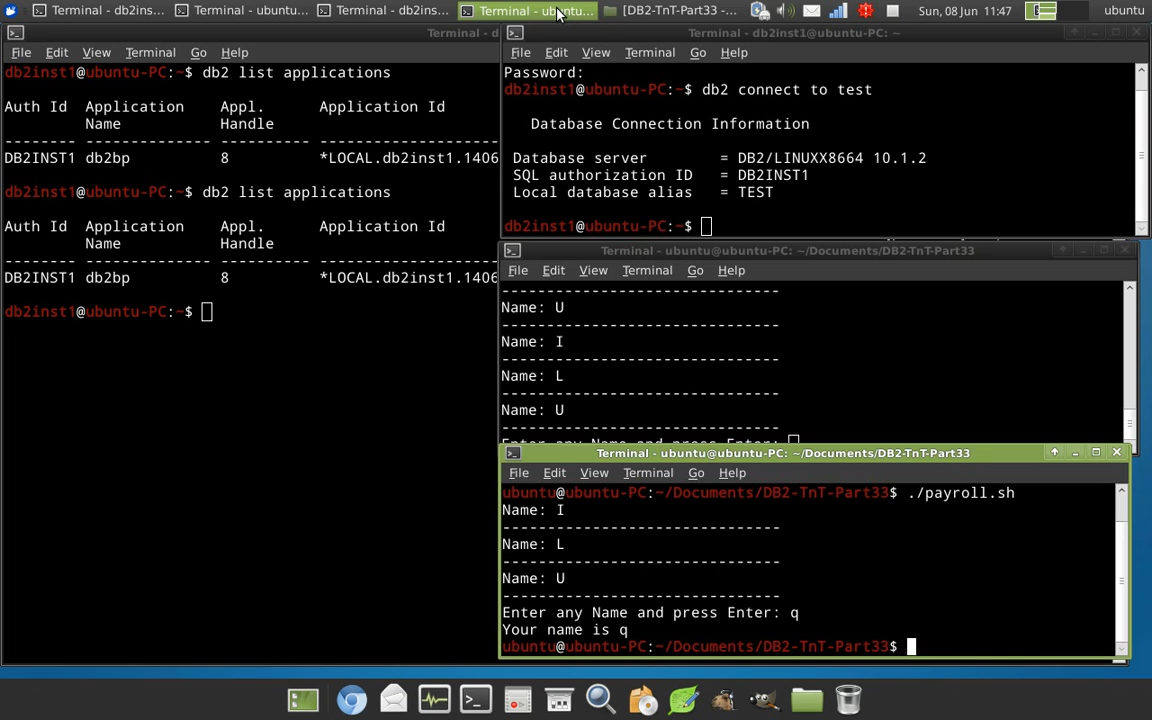 Terminal - db2ins...
Terminal - ubuntu...
Terminal - db2ins...
Terminal - ubuntu...
[DB2-TnT-Part33 -...
Sun, 08 Jun 11:47
ubuntu
Terminal - d
File Edit View Terminal Go Help
db2inst1@ubuntu-PC:~$ db2 list applications
Auth Id Application Appl. Application Id
Name Handle
-------- -------------- ---------- --------------------
DB2INST1 db2bp 8 *LOCAL.db2inst1.1406
db2inst1@ubuntu-PC:~$ db2 list applications
Auth Id Application Appl. Application Id
Name Handle
-------- -------------- ---------- --------------------
DB2INST1 db2bp 8 *LOCAL.db2inst1.1406
db2inst1@ubuntu-PC:~$
Terminal - db2inst1@ubuntu-PC: ~
File Edit View Terminal Go Help
Password:
db2inst1@ubuntu-PC:~$ db2 connect to test
Database Connection Information
Database server = DB2/LINUXX8664 10.1.2
SQL authorization ID = DB2INST1
Local database alias = TEST
db2inst1@ubuntu-PC:~$
Terminal - ubuntu@ubuntu-PC: ~/Documents/DB2-TnT-Part33
File Edit View Terminal Go Help
-------------------------------
Name: U
-------------------------------
Name: I
-------------------------------
Name: L
-------------------------------
Name: U
-------------------------------
Enter any Name and press Enter:
Terminal - ubuntu@ubuntu-PC: ~/Documents/DB2-TnT-Part33
File Edit View Terminal Go Help
ubuntu@ubuntu-PC:~/Documents/DB2-TnT-Part33$ ./payroll.sh
Name: I
-------------------------------
Name: L
-------------------------------
Name: U
-------------------------------
Enter any Name and press Enter: q
Your name is q
ubuntu@ubuntu-PC:~/Documents/DB2-TnT-Part33$